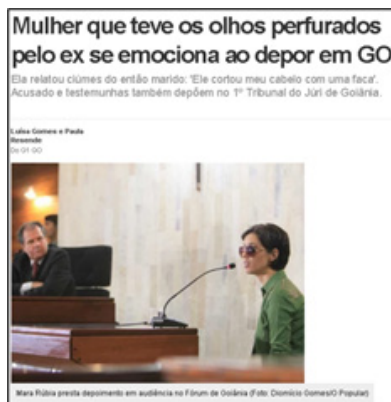 Mulher que teve os olhos perfurados
pelo ex se emociona ao depor em GO
Ela relatou ciúmes do então marido: 'Ele cortou meu cabelo com uma faca'.
Acusado e testemunhas também depõem no 1º Tribunal do Júri de Goiânia.
Luísa Gomes e Paula
Resende
Do G1 GO
Mara Rúbia presta depoimento em audiência no Fórum de Goiânia (Foto: Diomício Gomes/O Popular)